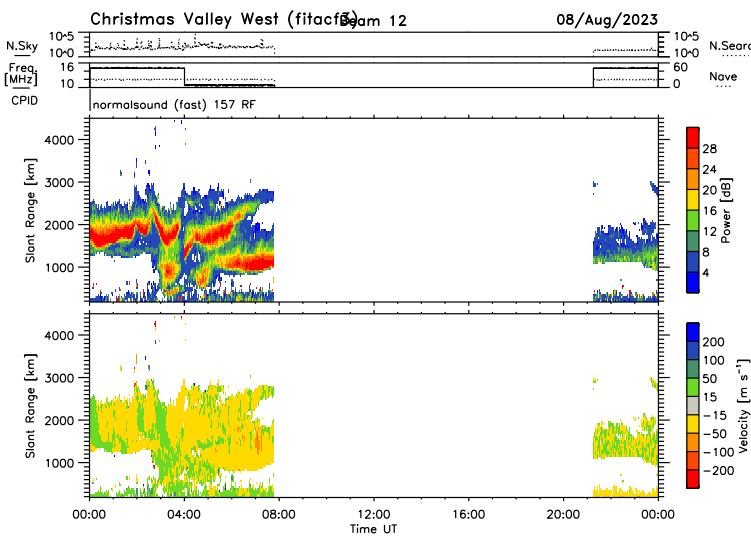 Christmas Valley West (fitacf3) Beam 12 08/Aug/2023
N.Sky 10^5 10^0 10^5 10^0 N.Searc
Freq. [MHz] 16 10 60 0 Nave
CPID normalsound (fast) 157 RF
Slant Range [km] 4000 3000 2000 1000
Power [dB] 28 24 20 16 12 8 4
Slant Range [km] 4000 3000 2000 1000
Velocity [m s⁻¹] 200 100 50 15 -15 -50 -100 -200
00:00 04:00 08:00 12:00 16:00 20:00 00:00
Time UT